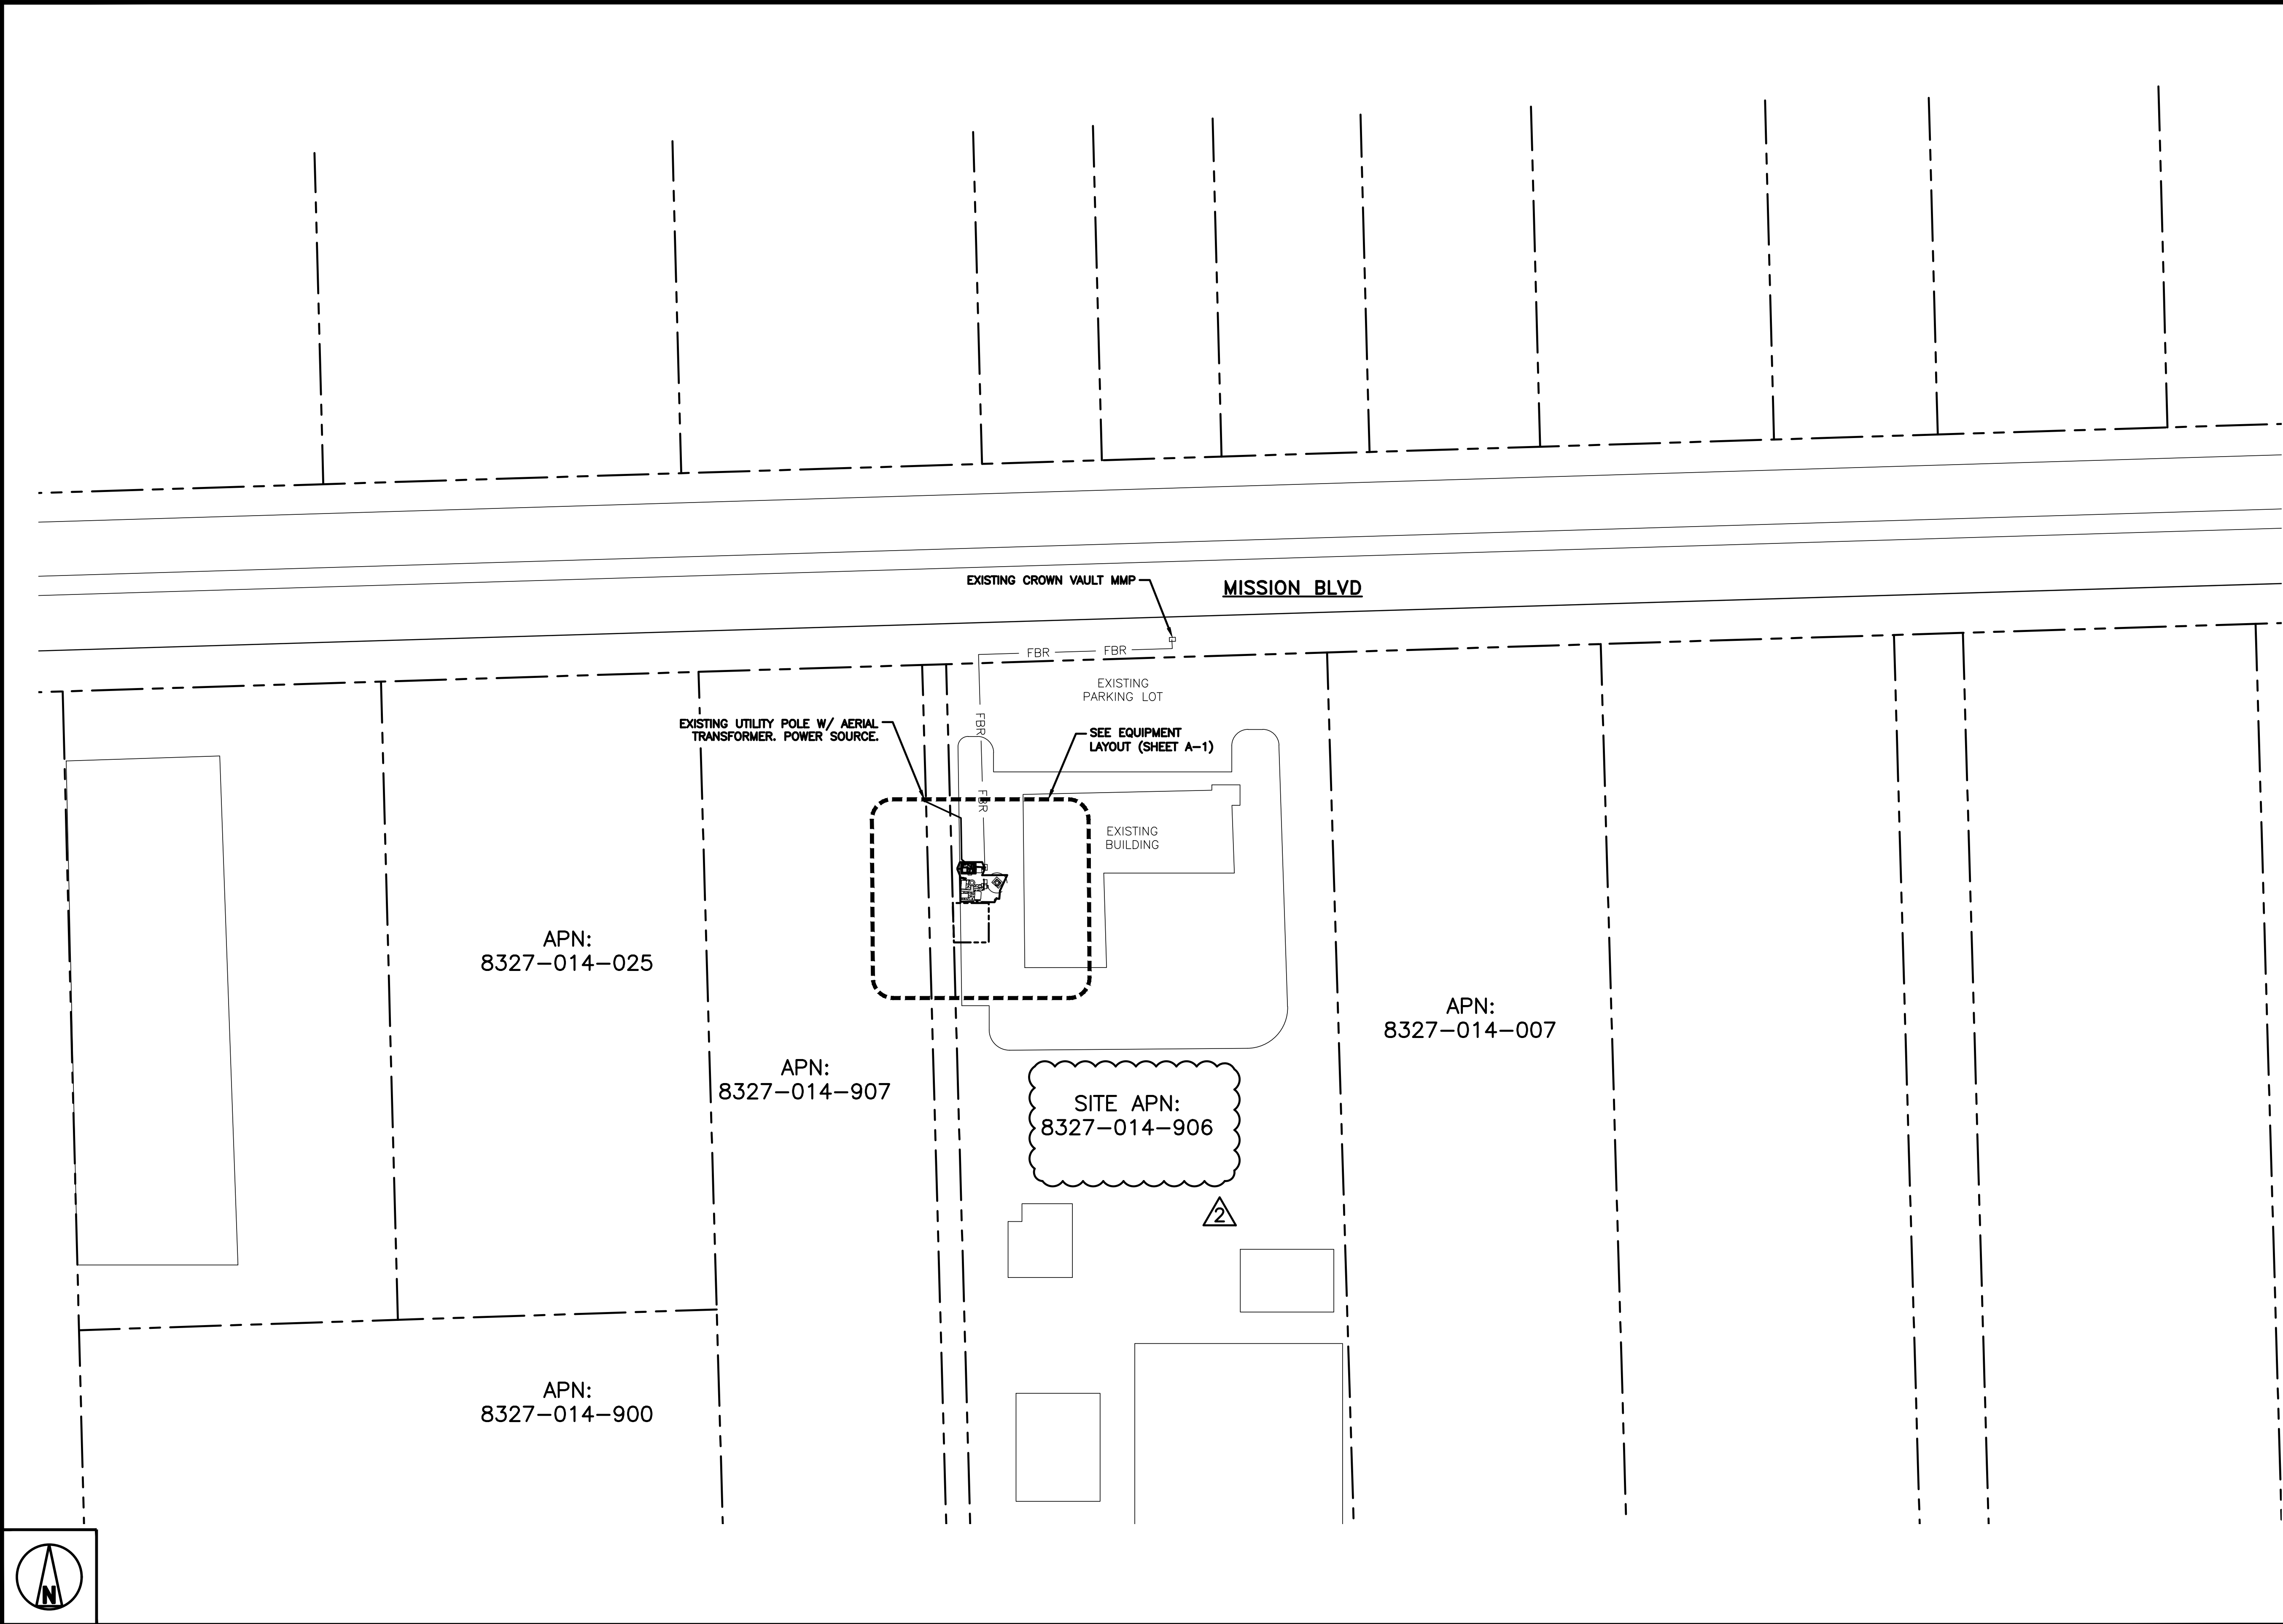 EXISTING CROWN VAULT MMP
MISSION BLVD
FBR
FBR
EXISTING
PARKING LOT
FBR
EXISTING UTILITY POLE W/ AERIAL
TRANSFORMER. POWER SOURCE.
SEE EQUIPMENT
LAYOUT (SHEET A-1)
FBR
EXISTING
BUILDING
APN:
8327-014-025
APN:
8327-014-007
APN:
8327-014-907
SITE APN:
8327-014-906
2
APN:
8327-014-900
N